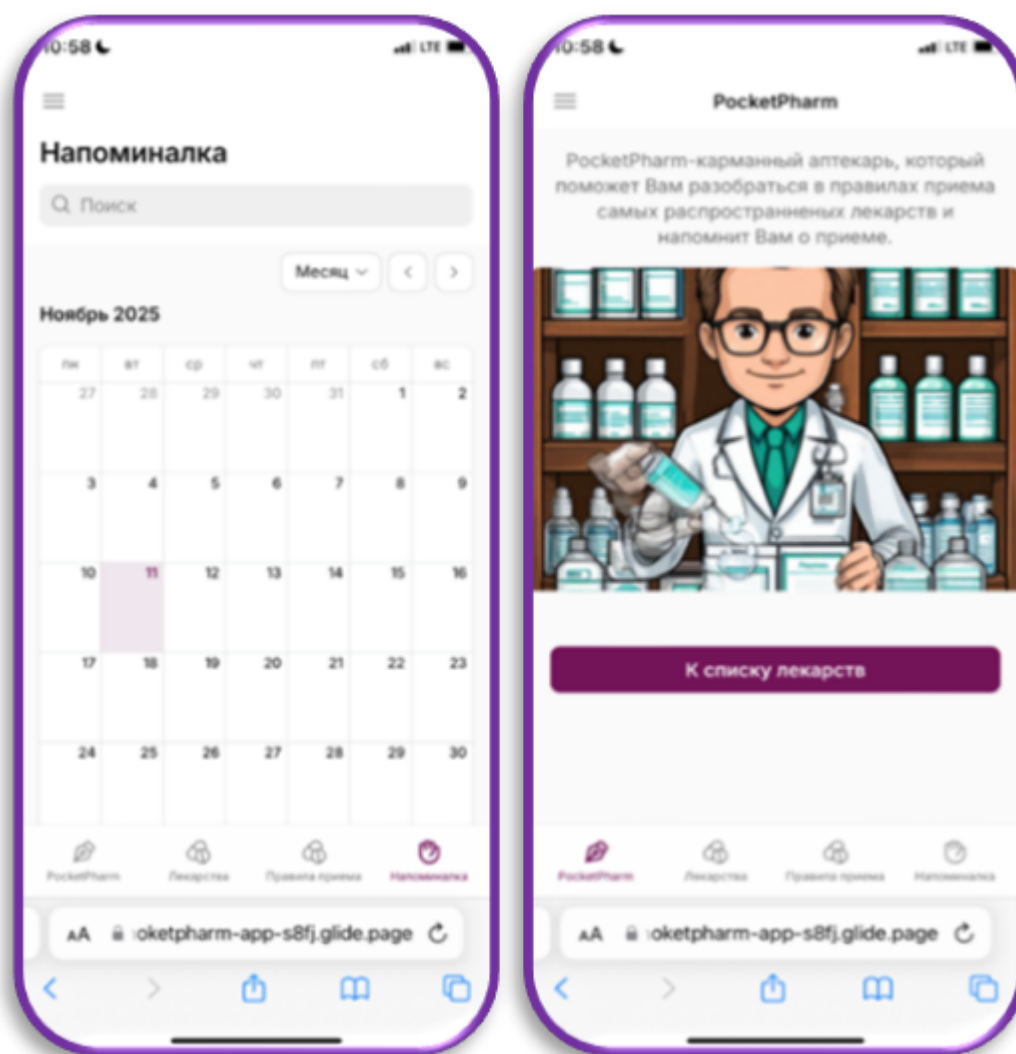 10:58
LTE
Напоминалка
Поиск
Месяц
Ноябрь 2025
пн вт ср чт пт сб вс
27 28 29 30 31 1 2
3 4 5 6 7 8 9
10 11 12 13 14 15 16
17 18 19 20 21 22 23
24 25 26 27 28 29 30
PocketPharm Лекарства Правила приема Напоминалка
AA oketpharm-app-s8fj.glide.page
10:58
LTE
PocketPharm
PocketPharm-карманный аптекарь, который
поможет Вам разобраться в правилах приема
самых распространненых лекарств и
напомнит Вам о приеме.
К списку лекарств
PocketPharm Лекарства Правила приема Напоминалка
AA oketpharm-app-s8fj.glide.page